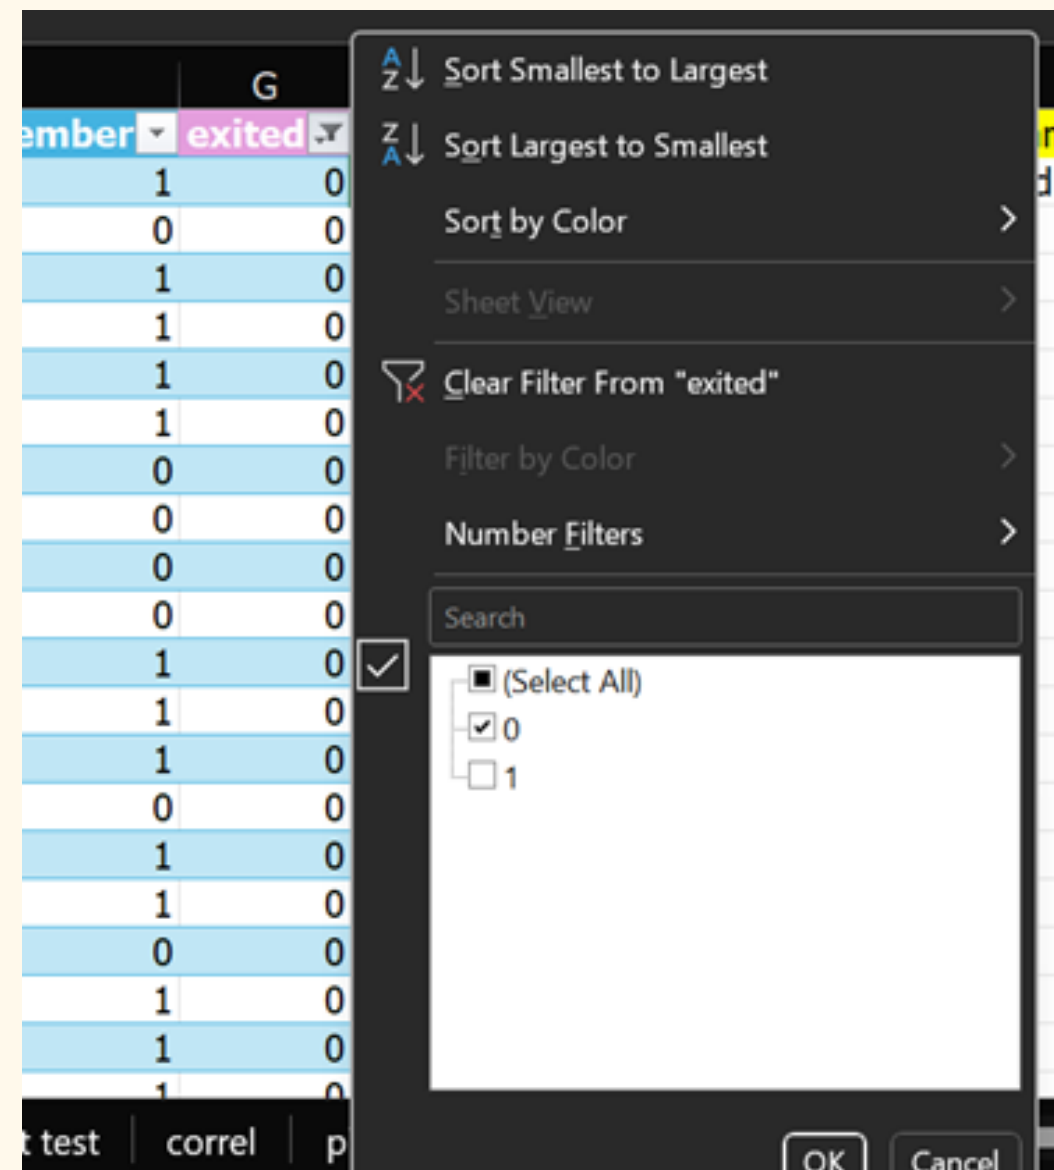 G
ember exited
1 0
0 0
1 0
1 0
1 0
1 0
0 0
0 0
0 0
0 0
1 0
1 0
1 0
0 0
1 0
1 0
0 0
1 0
1 0
1 0
Sort Smallest to Largest
Sort Largest to Smallest
Sort by Color
Sheet View
Clear Filter From "exited"
Filter by Color
Number Filters
Search
(Select All)
0
1
OK Cancel
d
t test correl p